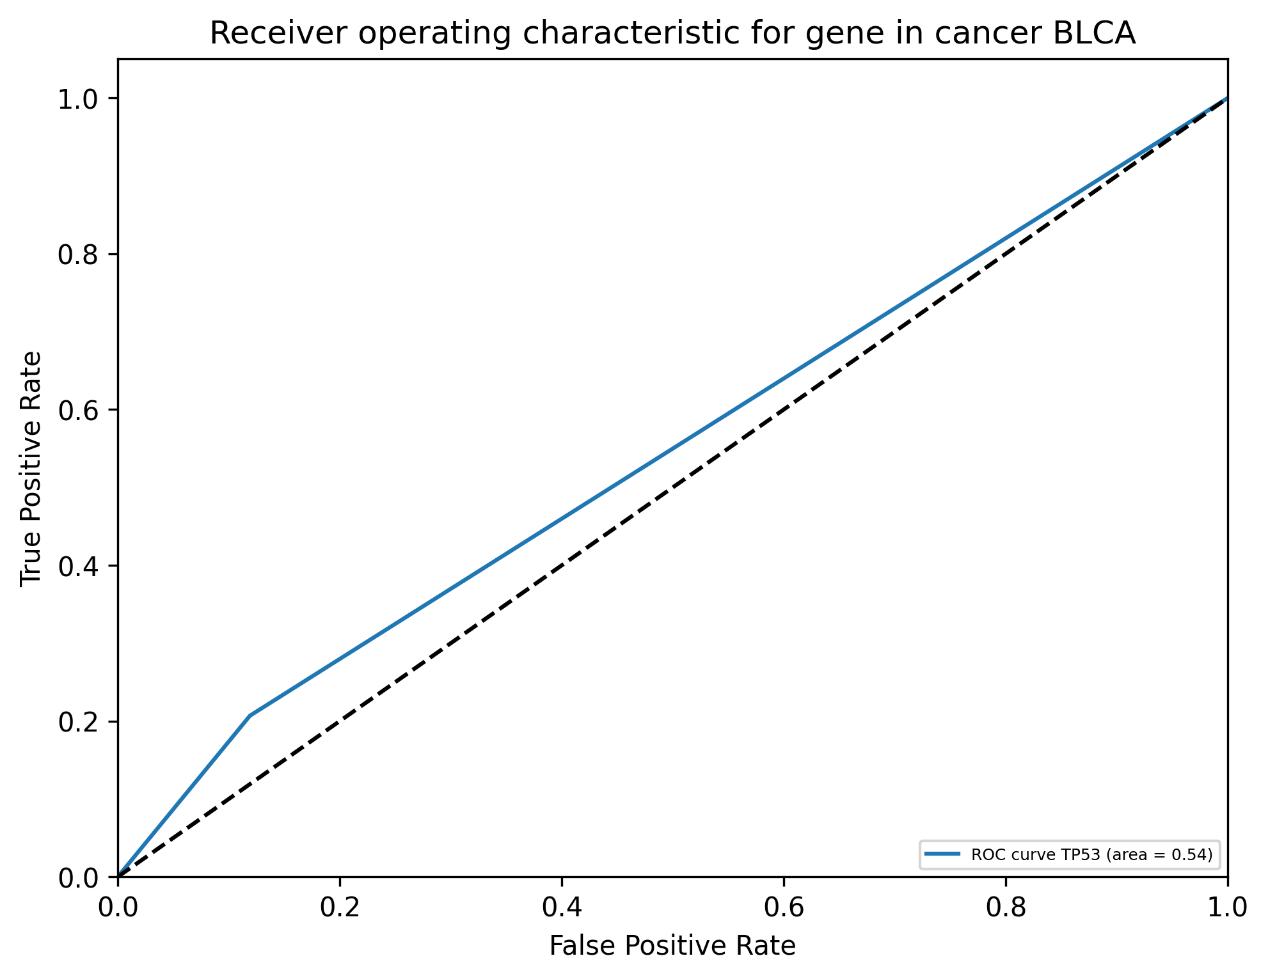 Receiver operating characteristic for gene in cancer BLCA
1.0
0.8
0.6
0.4
0.2
0.0
True Positive Rate
ROC curve TP53 (area = 0.54)
0.0 0.2 0.4 0.6 0.8 1.0
False Positive Rate